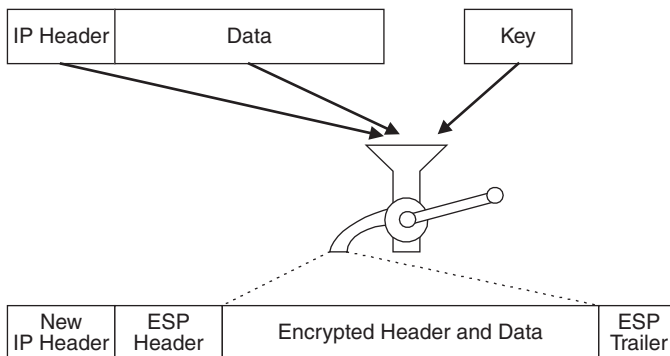 IP Header
Data
Key
New
IP Header
ESP
Header
Encrypted Header and Data
ESP
Trailer